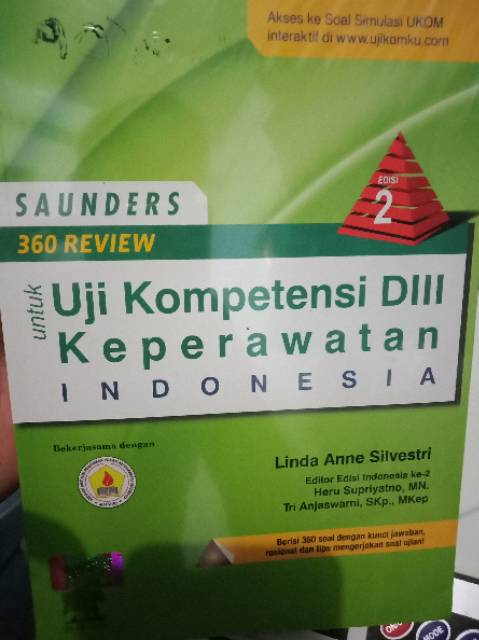 Akses ke Soal Simulasi UKOM
interaktif di www.ujikomku.com
EDISI
2
SAUNDERS
360 REVIEW
untuk
Uji Kompetensi DIII
Keperawatan
INDONESIA
Bekerjasama dengan
Linda Anne Silvestri
Editor Edisi Indonesia ke-2
Heru Supriyatno, MN.
Tri Anjaswarni, SKp., MKep
Berisi 360 soal dengan kunci jawaban,
rasional dan tips mengerjakan soal ujian!
ON
MODE